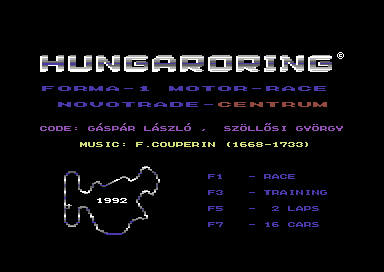 HUNGARORING©
FORMA-1 MOTOR-RACE
NOVOTRADE-CENTRUM
CODE: GÁSPÁR LÁSZLÓ , SZÖLLŐSI GYÖRGY
MUSIC: F.COUPERIN (1668-1733)
1992
F1 - RACE
F3 - TRAINING
F5 - 2 LAPS
F7 - 16 CARS